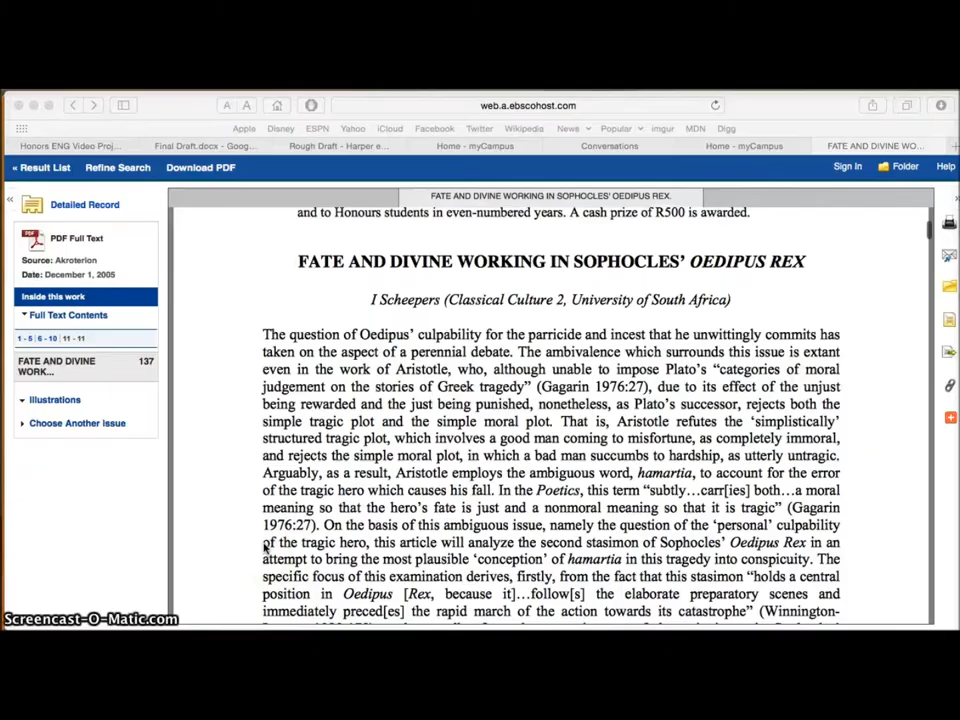 web.a.ebscohost.com
Apple Disney ESPN Yahoo iCloud Facebook Twitter Wikipedia News Popular imgur MDN Digg
Honors ENG Video Proj... Final Draft.docx - Goog... Rough Draft - Harper e... Home - myCampus Conversations Home - myCampus FATE AND DIVINE WO...
« Result List Refine Search Download PDF Sign In Folder Help
Detailed Record
PDF Full Text
Source: Akroterion
Date: December 1, 2005
Inside this work
Full Text Contents
1 - 5 6 - 10 11 - 11
FATE AND DIVINE WORK... 137
Illustrations
Choose Another Issue
FATE AND DIVINE WORKING IN SOPHOCLES' OEDIPUS REX.
and to Honours students in even-numbered years. A cash prize of R500 is awarded.
FATE AND DIVINE WORKING IN SOPHOCLES' OEDIPUS REX
I Scheepers (Classical Culture 2, University of South Africa)
The question of Oedipus' culpability for the parricide and incest that he unwittingly commits has
taken on the aspect of a perennial debate. The ambivalence which surrounds this issue is extant
even in the work of Aristotle, who, although unable to impose Plato's "categories of moral
judgement on the stories of Greek tragedy" (Gagarin 1976:27), due to its effect of the unjust
being rewarded and the just being punished, nonetheless, as Plato's successor, rejects both the
simple tragic plot and the simple moral plot. That is, Aristotle refutes the 'simplistically'
structured tragic plot, which involves a good man coming to misfortune, as completely immoral,
and rejects the simple moral plot, in which a bad man succumbs to hardship, as utterly untragic.
Arguably, as a result, Aristotle employs the ambiguous word, hamartia, to account for the error
of the tragic hero which causes his fall. In the Poetics, this term "subtly…carr[ies] both…a moral
meaning so that the hero's fate is just and a nonmoral meaning so that it is tragic" (Gagarin
1976:27). On the basis of this ambiguous issue, namely the question of the 'personal' culpability
of the tragic hero, this article will analyze the second stasimon of Sophocles' Oedipus Rex in an
attempt to bring the most plausible 'conception' of hamartia in this tragedy into conspicuity. The
specific focus of this examination derives, firstly, from the fact that this stasimon "holds a central
position in Oedipus [Rex, because it]…follow[s] the elaborate preparatory scenes and
immediately preced[es] the rapid march of the action towards its catastrophe" (Winnington-
Screencast-O-Matic.com